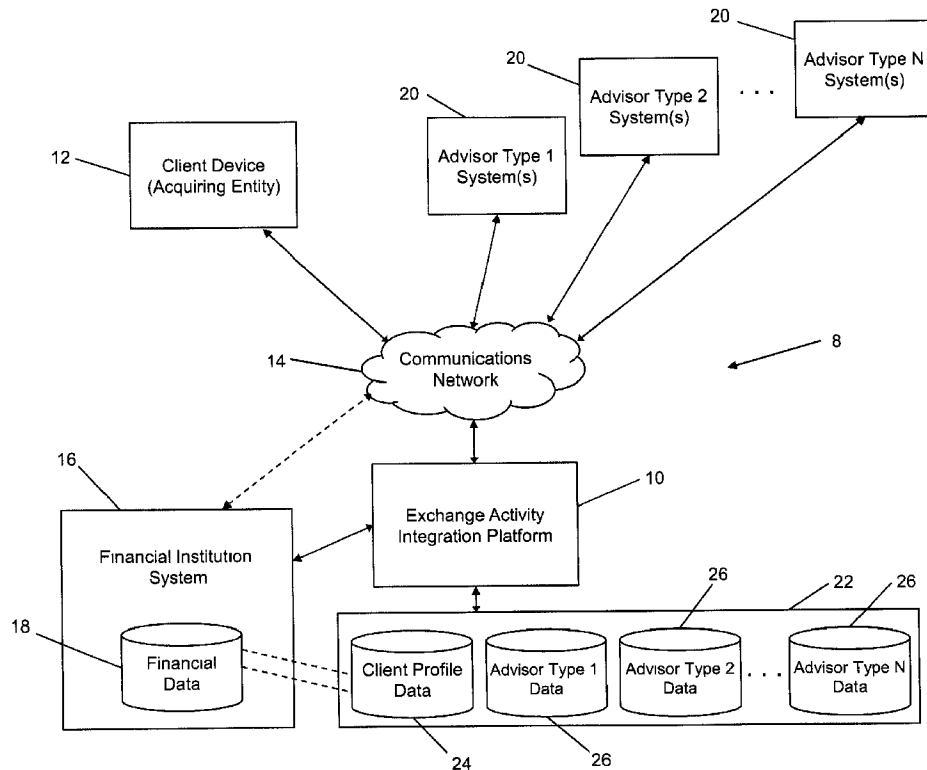 20
Advisor Type N
System(s)
20
Advisor Type 2
System(s)
. . .
20
Advisor Type 1
System(s)
12
Client Device
(Acquiring Entity)
14
Communications
Network
8
16
Financial Institution
System
10
Exchange Activity
Integration Platform
26
22
26
18
Financial
Data
Client Profile
Data
Advisor Type 1
Data
Advisor Type 2
Data
. . .
Advisor Type N
Data
24
26